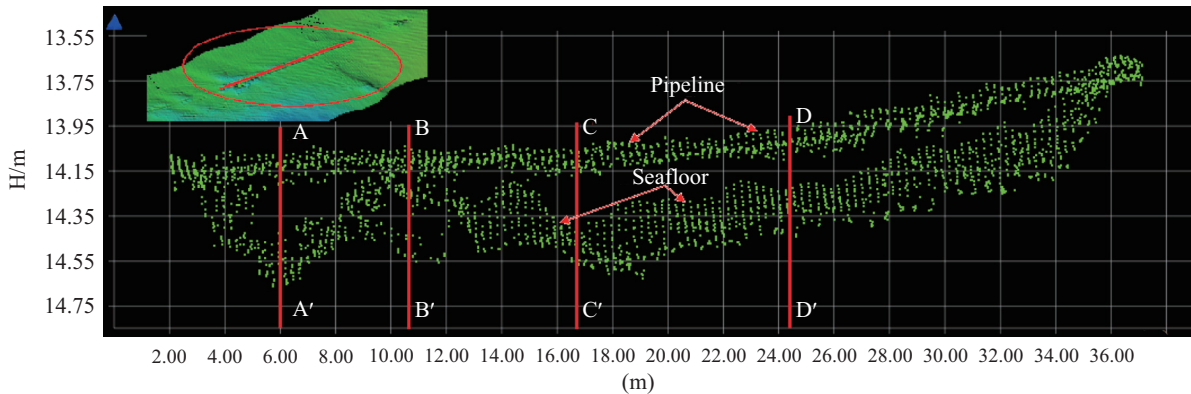 13.55
13.75
13.95
14.15
14.35
14.55
14.75
H/m
Pipeline
A B C D
Seafloor
A′ B′ C′ D′
2.00 4.00 6.00 8.00 10.00 12.00 14.00 16.00 18.00 20.00 22.00 24.00 26.00 28.00 30.00 32.00 34.00 36.00
(m)